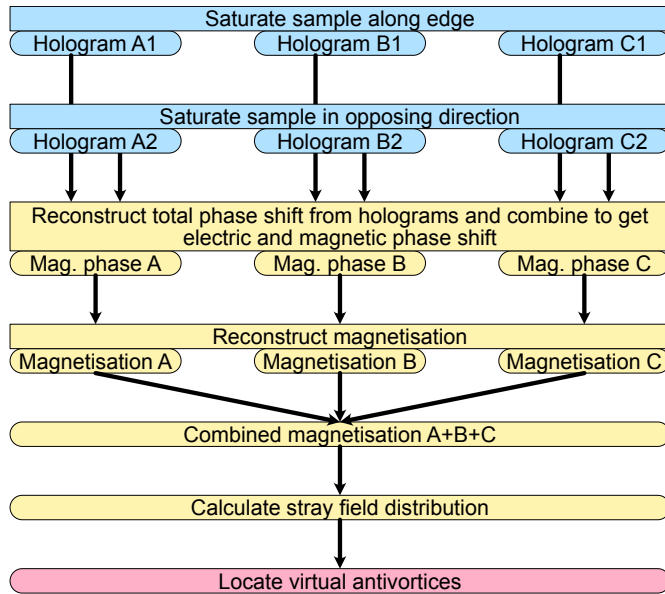 Saturate sample along edge
Hologram A1
Hologram B1
Hologram C1
Saturate sample in opposing direction
Hologram A2
Hologram B2
Hologram C2
Reconstruct total phase shift from holograms and combine to get
electric and magnetic phase shift
Mag. phase A
Mag. phase B
Mag. phase C
Reconstruct magnetisation
Magnetisation A
Magnetisation B
Magnetisation C
Combined magnetisation A+B+C
Calculate stray field distribution
Locate virtual antivortices